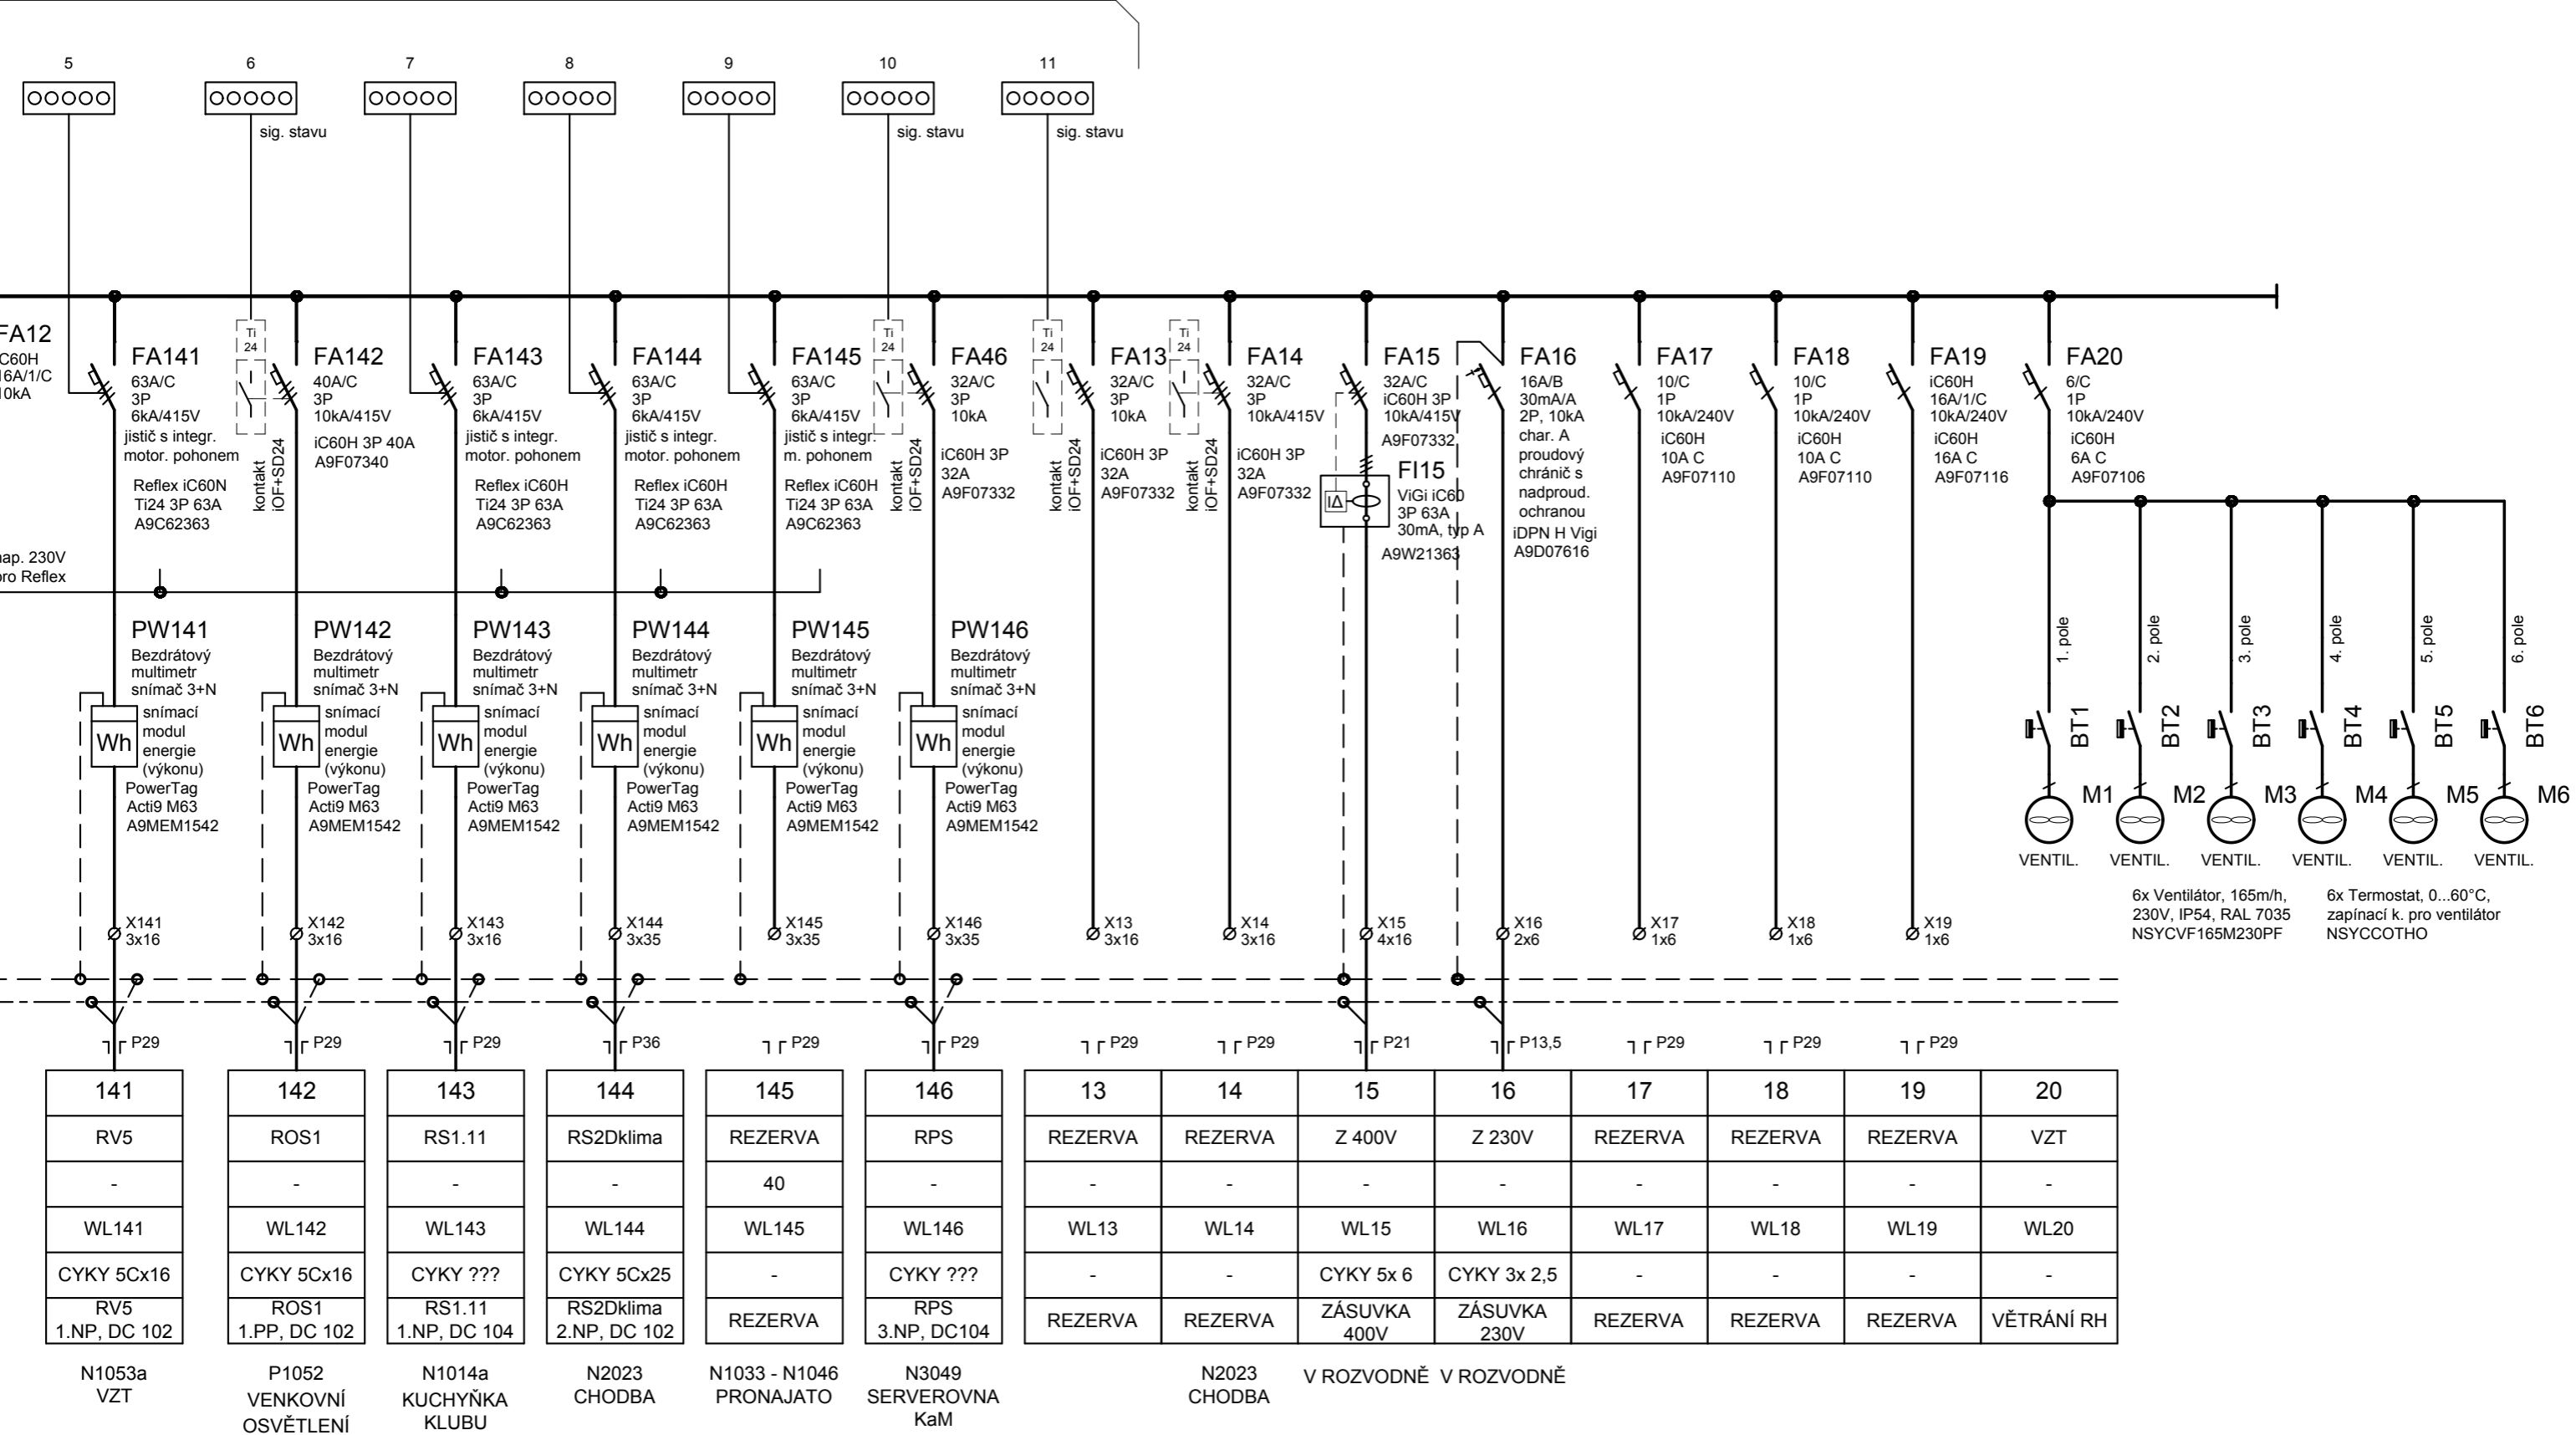 5
6
7
8
9
10
11
sig. stavu
sig. stavu
sig. stavu
FA12
iC60H
16A/1/C
10kA
nap. 230V
pro Reflex
FA141
63A/C
3P
6kA/415V
jistič s integr.
motor. pohonem
Reflex iC60N
Ti24 3P 63A
A9C62363
Ti
24
kontakt
iOF+SD24
FA142
40A/C
3P
10kA/415V
iC60H 3P 40A
A9F07340
FA143
63A/C
3P
6kA/415V
jistič s integr.
motor. pohonem
Reflex iC60H
Ti24 3P 63A
A9C62363
FA144
63A/C
3P
6kA/415V
jistič s integr.
motor. pohonem
Reflex iC60H
Ti24 3P 63A
A9C62363
FA145
63A/C
3P
6kA/415V
jistič s integr.
m. pohonem
Reflex iC60H
Ti24 3P 63A
A9C62363
Ti
24
kontakt
iOF+SD24
FA46
32A/C
3P
10kA
iC60H 3P
32A
A9F07332
Ti
24
kontakt
iOF+SD24
FA13
32A/C
3P
10kA
iC60H 3P
32A
A9F07332
Ti
24
kontakt
iOF+SD24
FA14
32A/C
3P
10kA/415V
iC60H 3P
32A
A9F07332
FA15
32A/C
iC60H 3P
10kA/415V
A9F07332
FI15
ViGi iC60
3P 63A
30mA, typ A
A9W21363
I∆
FA16
16A/B
30mA/A
2P, 10kA
char. A
proudový
chránič s
nadproud.
ochranou
iDPN H Vigi
A9D07616
FA17
10/C
1P
10kA/240V
iC60H
10A C
A9F07110
FA18
10/C
1P
10kA/240V
iC60H
10A C
A9F07110
FA19
iC60H
16A/1/C
10kA/240V
iC60H
16A C
A9F07116
FA20
6/C
1P
10kA/240V
iC60H
6A C
A9F07106
PW141
Bezdrátový
multimetr
snímač 3+N
snímací
modul
energie
(výkonu)
PowerTag
Acti9 M63
A9MEM1542
Wh
PW142
Bezdrátový
multimetr
snímač 3+N
snímací
modul
energie
(výkonu)
PowerTag
Acti9 M63
A9MEM1542
Wh
PW143
Bezdrátový
multimetr
snímač 3+N
snímací
modul
energie
(výkonu)
PowerTag
Acti9 M63
A9MEM1542
Wh
PW144
Bezdrátový
multimetr
snímač 3+N
snímací
modul
energie
(výkonu)
PowerTag
Acti9 M63
A9MEM1542
Wh
PW145
Bezdrátový
multimetr
snímač 3+N
snímací
modul
energie
(výkonu)
PowerTag
Acti9 M63
A9MEM1542
Wh
PW146
Bezdrátový
multimetr
snímač 3+N
snímací
modul
energie
(výkonu)
PowerTag
Acti9 M63
A9MEM1542
Wh
1. pole
2. pole
3. pole
4. pole
5. pole
6. pole
BT1
BT2
BT3
BT4
BT5
BT6
M1
M2
M3
M4
M5
M6
VENTIL.
VENTIL.
VENTIL.
VENTIL.
VENTIL.
VENTIL.
6x Ventilátor, 165m/h,
230V, IP54, RAL 7035
NSYCVF165M230PF
6x Termostat, 0...60°C,
zapínací k. pro ventilátor
NSYCCOTHO
X141
3x16
X142
3x16
X143
3x16
X144
3x35
X145
3x35
X146
3x35
X13
3x16
X14
3x16
X15
4x16
X16
2x6
X17
1x6
X18
1x6
X19
1x6
P29
P29
P29
P36
P29
P29
P29
P29
P21
P13,5
P29
P29
P29
141 142 143 144 145 146 13 14 15 16 17 18 19 20
RV5 ROS1 RS1.11 RS2Dklima REZERVA RPS REZERVA REZERVA Z 400V Z 230V REZERVA REZERVA REZERVA VZT
- - - - 40 - - - - - - - - -
WL141 WL142 WL143 WL144 WL145 WL146 WL13 WL14 WL15 WL16 WL17 WL18 WL19 WL20
CYKY 5Cx16 CYKY 5Cx16 CYKY ??? CYKY 5Cx25 - CYKY ??? - - CYKY 5x 6 CYKY 3x 2,5 - - - -
RV5
1.NP, DC 102
ROS1
1.PP, DC 102
RS1.11
1.NP, DC 104
RS2Dklima
2.NP, DC 102
REZERVA
RPS
3.NP, DC104
REZERVA
REZERVA
ZÁSUVKA
400V
ZÁSUVKA
230V
REZERVA
REZERVA
REZERVA
VĚTRÁNÍ RH
N1053a
VZT
P1052
VENKOVNÍ
OSVĚTLENÍ
N1014a
KUCHYŇKA
KLUBU
N2023
CHODBA
N1033 - N1046
PRONAJATO
N3049
SERVEROVNA
KaM
N2023
CHODBA
V ROZVODNĚ
V ROZVODNĚ